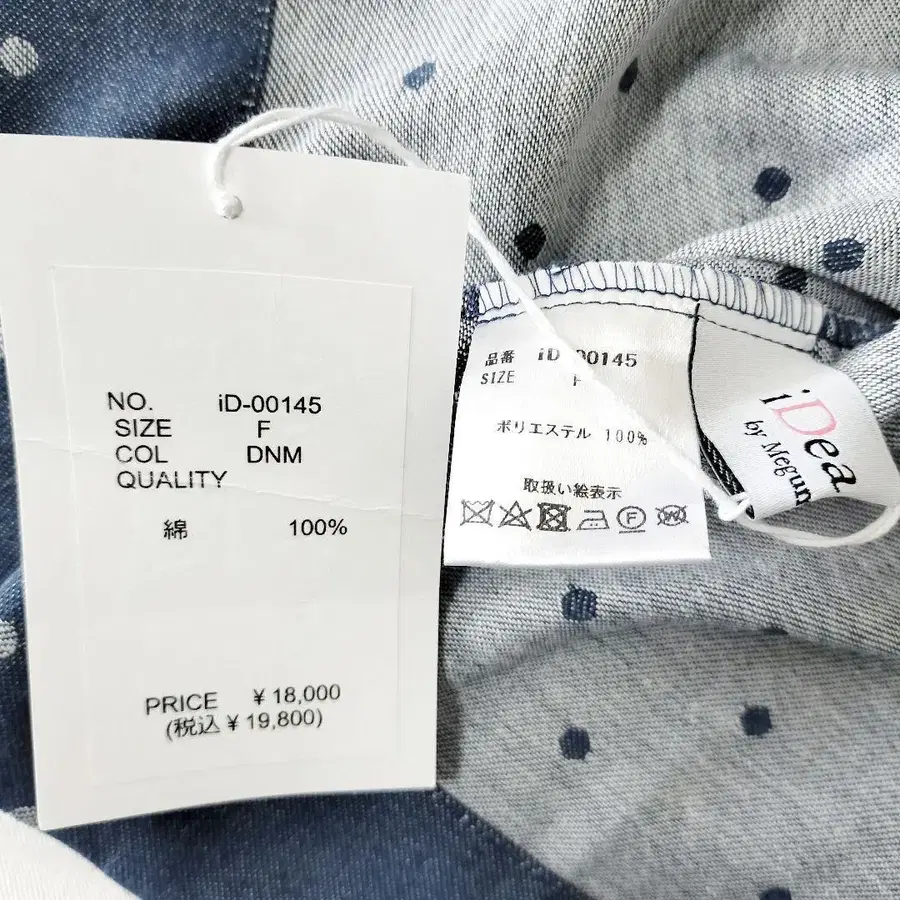 NO. iD-00145
SIZE F
COL DNM
QUALITY
綿 100%
PRICE ¥18,000
(税込¥19,800)
品番 iD-00145
SIZE F
ポリエステル 100%
取扱い絵表示
iDea
by